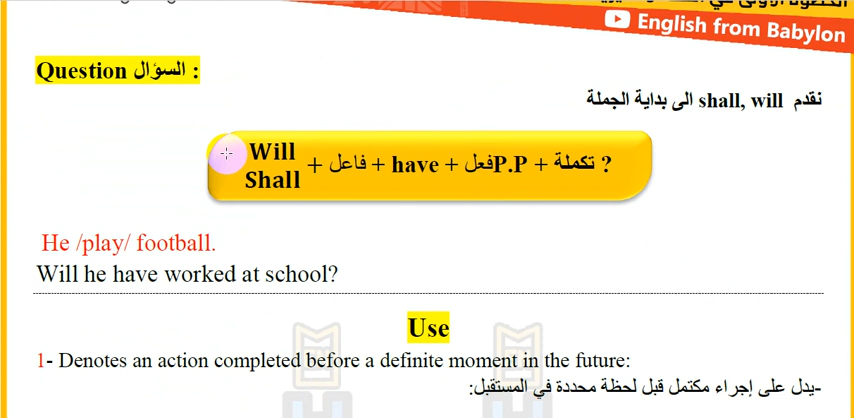 English from Babylon
Question السؤال :
نقدم shall, will الى بداية الجملة
Will
Shall + فاعل + have + فعلP.P + تكملة ?
He /play/ football.
Will he have worked at school?
Use
1- Denotes an action completed before a definite moment in the future:
-يدل على إجراء مكتمل قبل لحظة محددة في المستقبل: